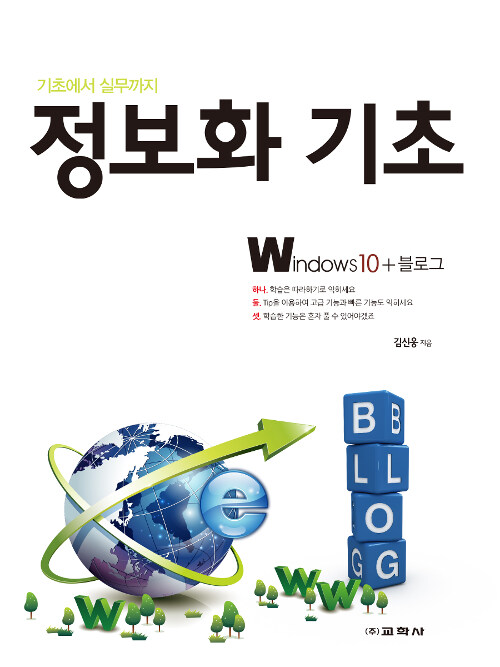 기초에서 실무까지
정보화 기초
Windows10+블로그
하나, 학습은 따라하기로 익히세요
둘, Tip을 이용하여 고급 기능과 빠른 기능도 익히세요
셋, 학습한 기능은 혼자 풀 수 있어야겠죠
김신웅 지음
B B
L L
O O
G G
e
W W W
(주)교학사